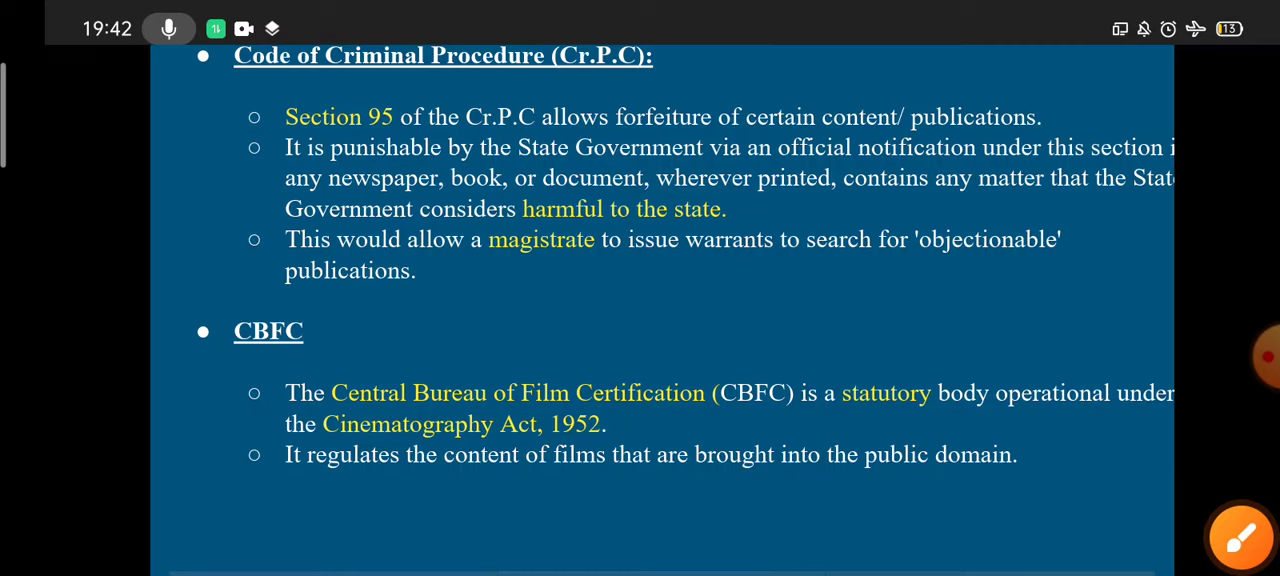 19:42
13
Code of Criminal Procedure (Cr.P.C):
Section 95 of the Cr.P.C allows forfeiture of certain content/ publications.
It is punishable by the State Government via an official notification under this section i
any newspaper, book, or document, wherever printed, contains any matter that the Stat
Government considers harmful to the state.
This would allow a magistrate to issue warrants to search for 'objectionable'
publications.
CBFC
The Central Bureau of Film Certification (CBFC) is a statutory body operational under
the Cinematography Act, 1952.
It regulates the content of films that are brought into the public domain.